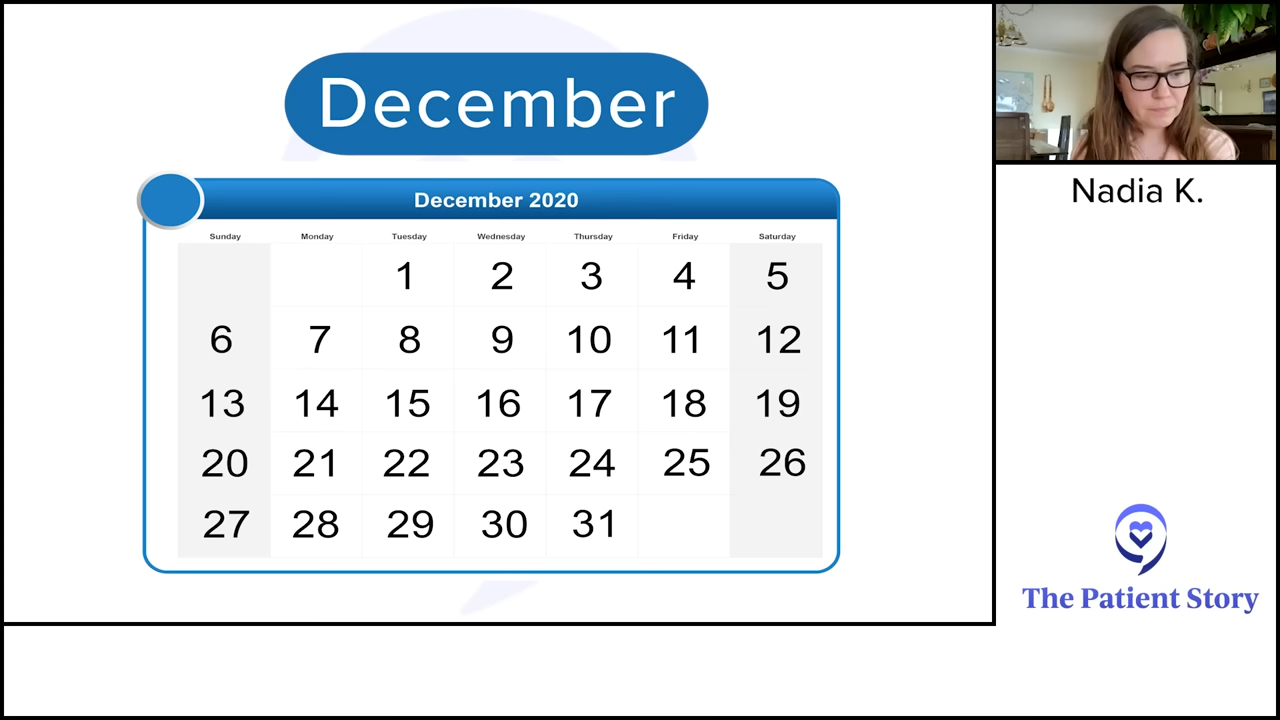 December
December 2020
Sunday Monday Tuesday Wednesday Thursday Friday Saturday
1 2 3 4 5
6 7 8 9 10 11 12
13 14 15 16 17 18 19
20 21 22 23 24 25 26
27 28 29 30 31
Nadia K.
The Patient Story